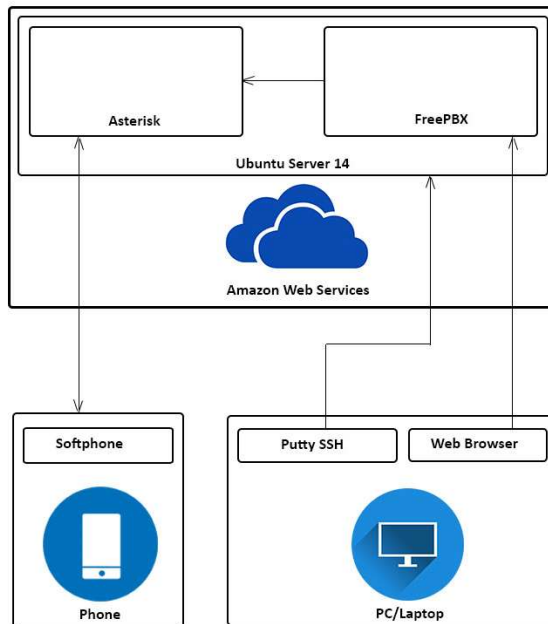 Asterisk
FreePBX
Ubuntu Server 14
Amazon Web Services
Softphone
Putty SSH
Web Browser
Phone
PC/Laptop